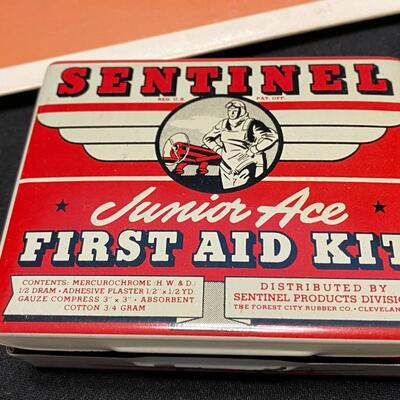 SENTINEL
REG. U.S. PAT. OFF.
Junior Ace
FIRST AID KIT
CONTENTS: MERCUROCHROME (H.W. & D.)
1/2 DRAM • ADHESIVE PLASTER 1/2" x 1/2 YD
GAUZE COMPRESS 3" x 3" • ABSORBENT
COTTON 3/4 GRAM
DISTRIBUTED BY
SENTINEL PRODUCTS DIVISIO
THE FOREST CITY RUBBER CO. • CLEVELAN